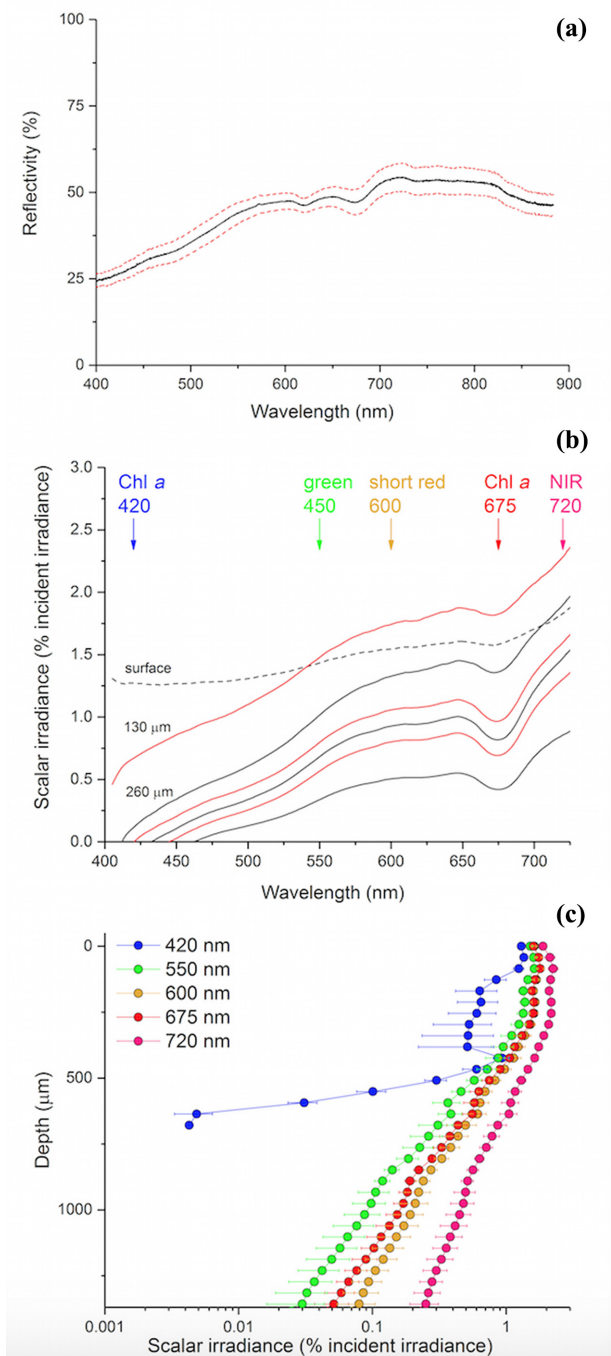 (a)
100
75
50
25
0
Reflectivity (%)
400 500 600 700 800 900
Wavelength (nm)
(b)
3.0
2.5
2.0
1.5
1.0
0.5
0.0
Scalar irradiance (% incident irradiance)
Chl a green short red Chl a NIR
420 450 600 675 720
surface
130 μm
260 μm
400 450 500 550 600 650 700
Wavelength (nm)
(c)
0
500
1000
Depth (μm)
420 nm
550 nm
600 nm
675 nm
720 nm
0.001 0.01 0.1 1
Scalar irradiance (% incident irradiance)